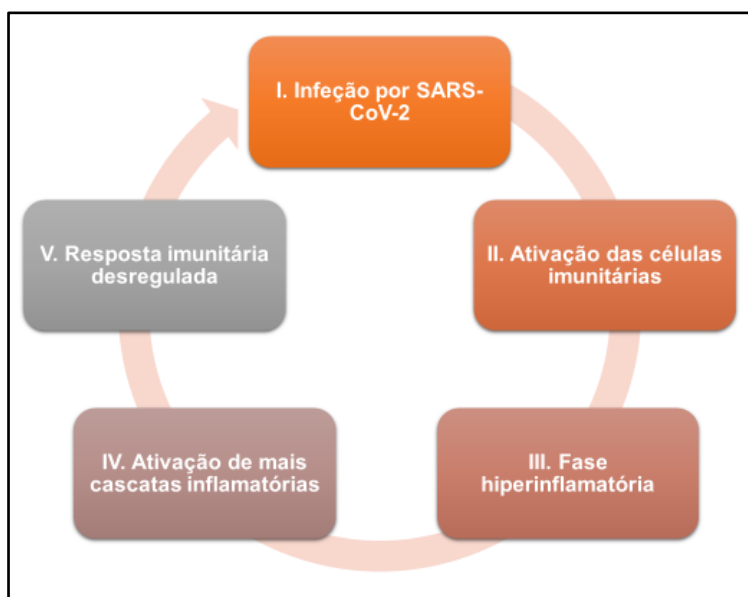 I. Infeção por SARS-
CoV-2
II. Ativação das células
imunitárias
III. Fase
hiperinflamatória
IV. Ativação de mais
cascatas inflamatórias
V. Resposta imunitária
desregulada